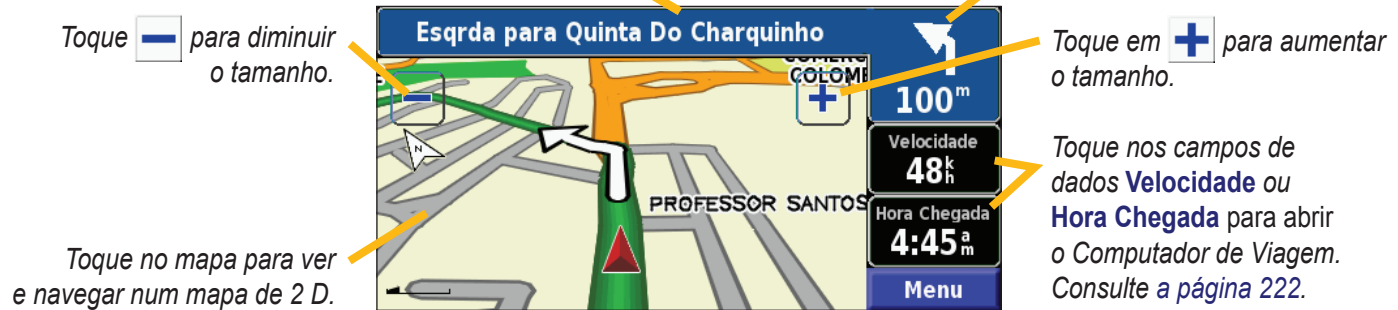 Toque − para diminuir
o tamanho.
Toque no mapa para ver
e navegar num mapa de 2 D.
Esqrda para Quinta Do Charquinho
100m
COLOME
N
PROFESSOR SANTOS
Velocidade
48kh
Hora Chegada
4:45am
Menu
Toque em + para aumentar
o tamanho.
Toque nos campos de
dados Velocidade ou
Hora Chegada para abrir
o Computador de Viagem.
Consulte a página 222.